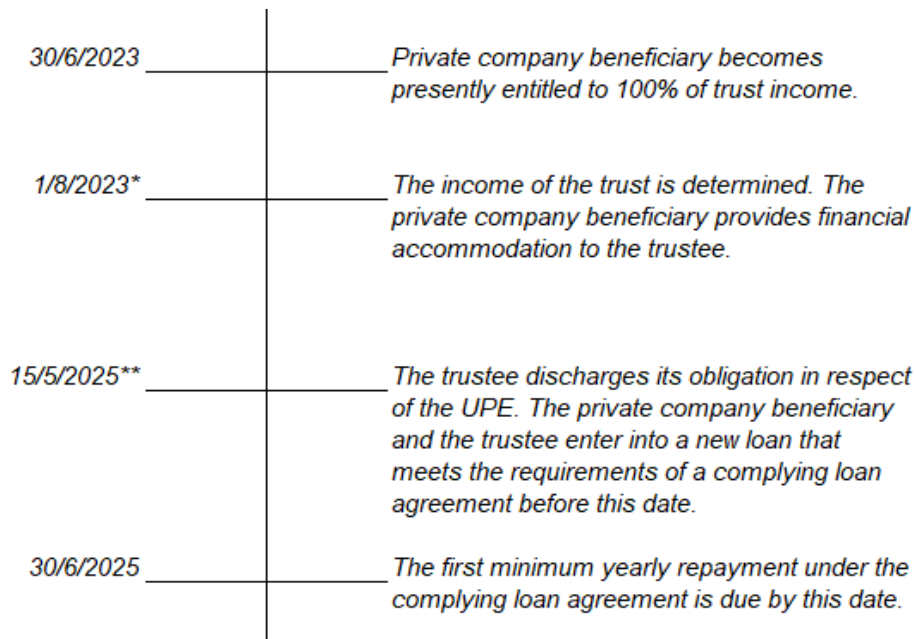 30/6/2023 Private company beneficiary becomes
presently entitled to 100% of trust income.
1/8/2023* The income of the trust is determined. The
private company beneficiary provides financial
accommodation to the trustee.
15/5/2025** The trustee discharges its obligation in respect
of the UPE. The private company beneficiary
and the trustee enter into a new loan that
meets the requirements of a complying loan
agreement before this date.
30/6/2025 The first minimum yearly repayment under the
complying loan agreement is due by this date.